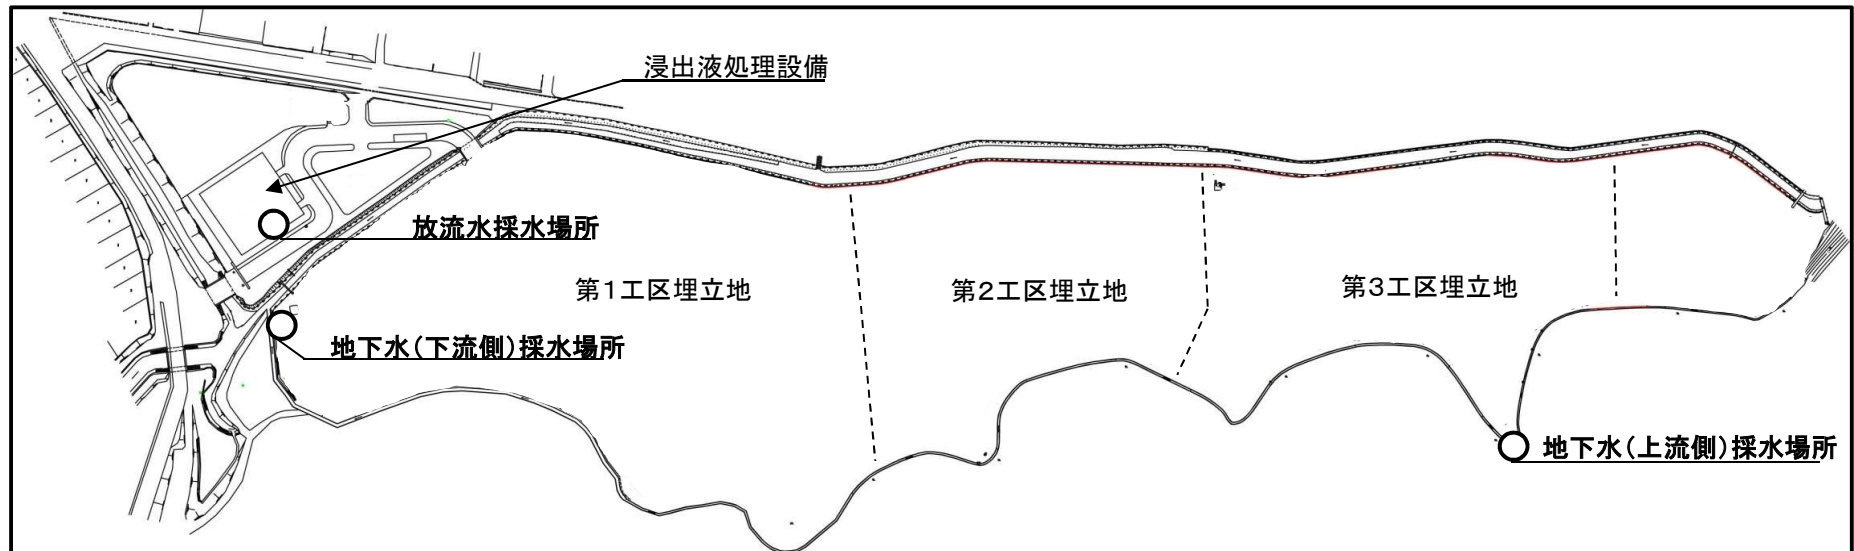 浸出液処理設備
放流水採水場所
第1工区埋立地
第2工区埋立地
第3工区埋立地
地下水(下流側)採水場所
地下水(上流側)採水場所